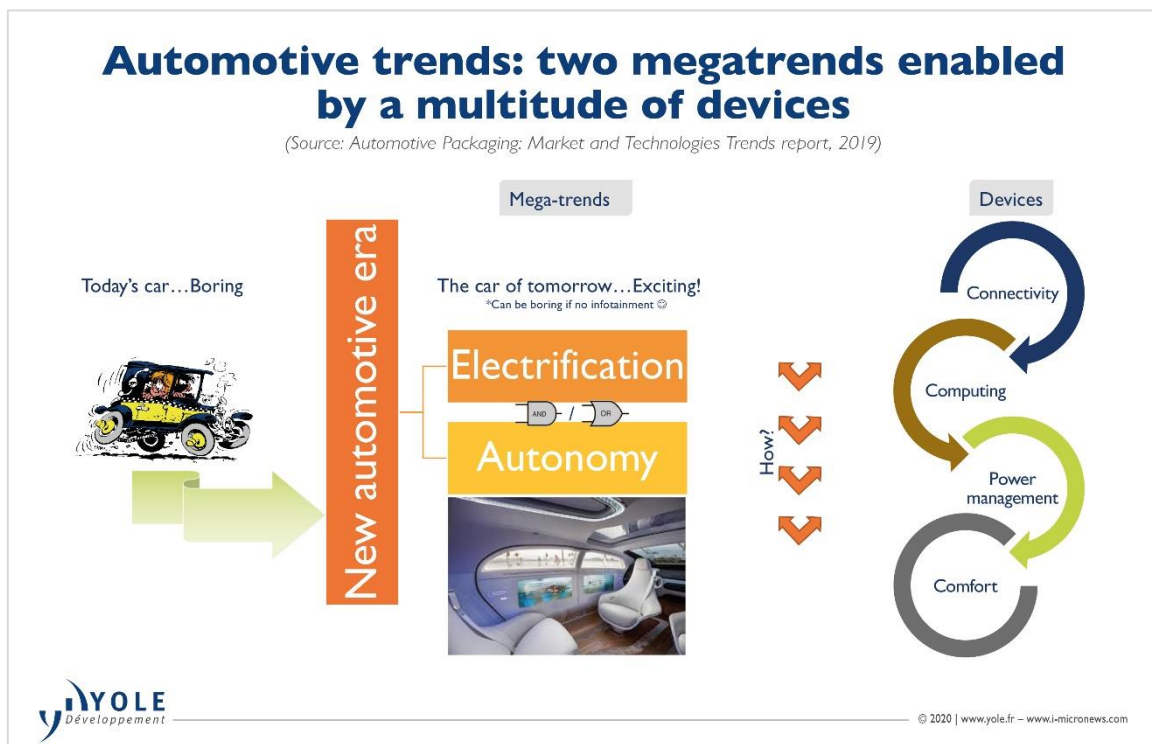 Automotive trends: two megatrends enabled
by a multitude of devices
(Source: Automotive Packaging: Market and Technologies Trends report, 2019)
Mega-trends
Devices
Today's car…Boring
New automotive era
The car of tomorrow…Exciting!
*Can be boring if no infotainment ☺
Electrification
AND / OR
Autonomy
How?
Connectivity
Computing
Power
management
Comfort
YOLE
Développement
© 2020 | www.yole.fr – www.i-micronews.com